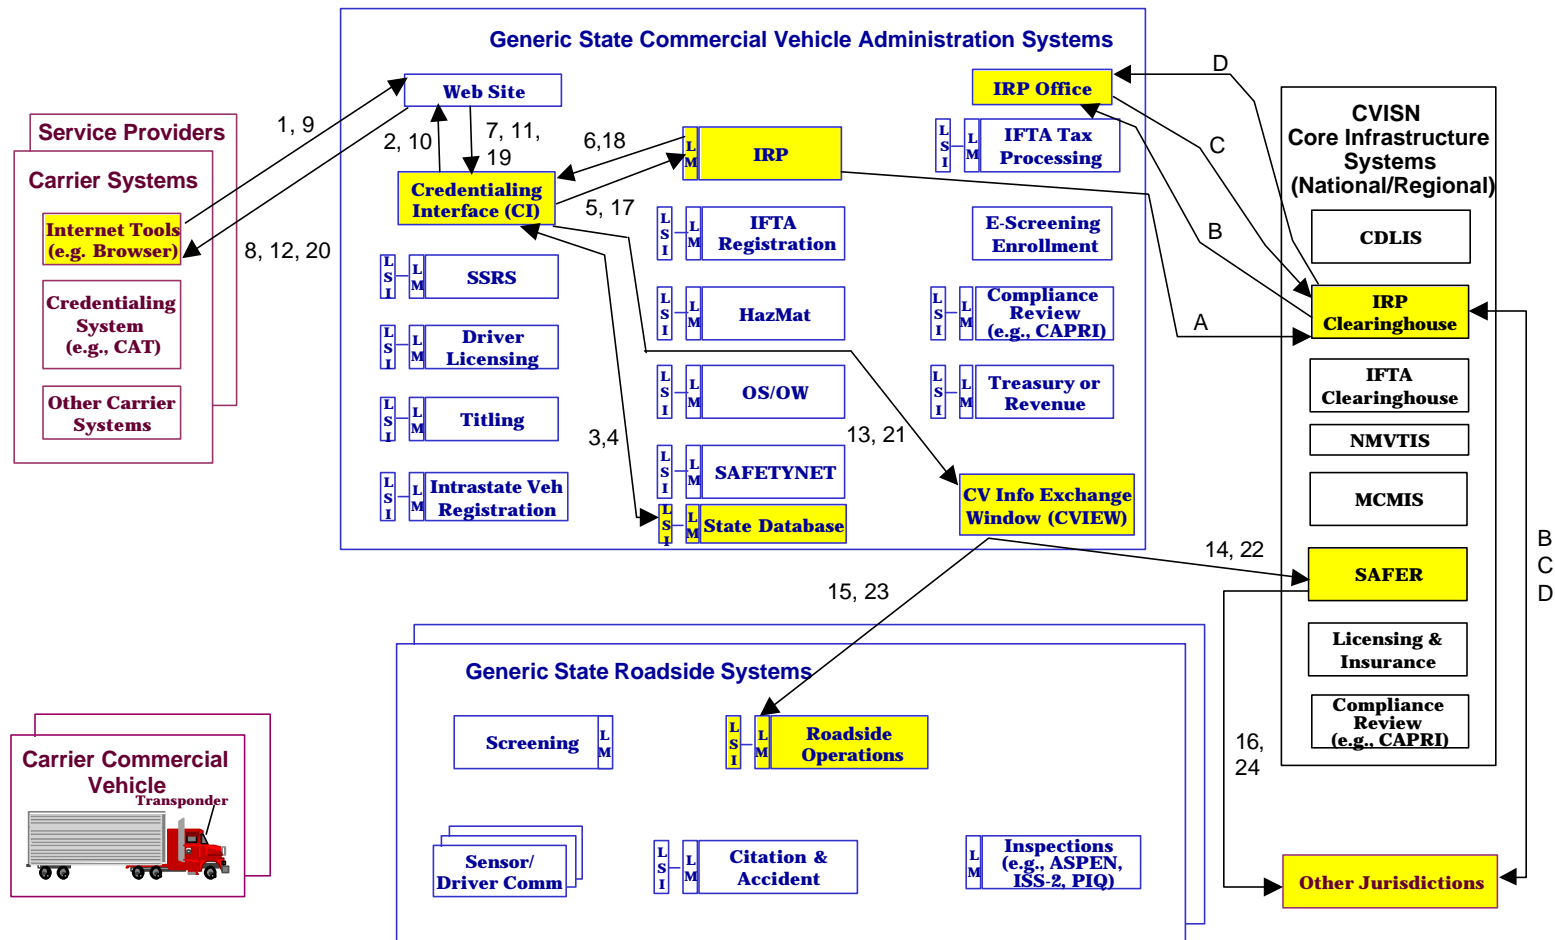 Generic State Commercial Vehicle Administration Systems
Web Site
IRP Office
D
Service Providers
1, 9
2, 10
7, 11,
19
6,18
L
M
IRP
L
S
I
L
M
IFTA Tax
Processing
C
CVISN
Core Infrastructure
Systems
(National/Regional)
Carrier Systems
Internet Tools
(e.g. Browser)
8, 12, 20
Credentialing
Interface (CI)
5, 17
L
S
I
L
M
IFTA
Registration
E-Screening
Enrollment
B
CDLIS
Credentialing
System
(e.g., CAT)
L
S
I
L
M
SSRS
L
S
I
L
M
HazMat
L
S
I
L
M
Compliance
Review
(e.g., CAPRI)
A
IRP
Clearinghouse
L
S
I
L
M
Driver
Licensing
L
S
I
L
M
OS/OW
L
S
I
L
M
Treasury or
Revenue
IFTA
Clearinghouse
Other Carrier
Systems
L
S
I
L
M
Titling
3,4
13, 21
NMVTIS
L
S
I
L
M
Intrastate Veh
Registration
L
S
I
L
M
SAFETYNET
CV Info Exchange
Window (CVIEW)
MCMIS
L
S
I
L
M
State Database
14, 22
SAFER
B
C
D
15, 23
Generic State Roadside Systems
Licensing &
Insurance
Screening
L
M
L
S
I
L
M
Roadside
Operations
Compliance
Review
(e.g., CAPRI)
16,
24
Carrier Commercial
Vehicle
Transponder
Sensor/
Driver Comm
L
S
I
L
M
Citation &
Accident
L
M
Inspections
(e.g., ASPEN,
ISS-2, PIQ)
Other Jurisdictions